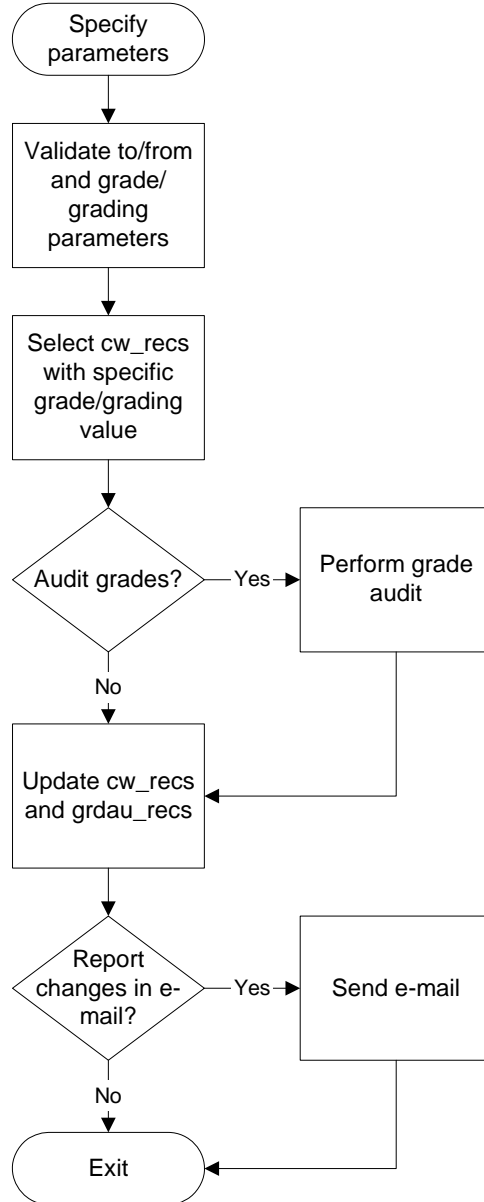 Specify
parameters
Validate to/from
and grade/
grading
parameters
Select cw_recs
with specific
grade/grading
value
Audit grades?
Yes
Perform grade
audit
No
Update cw_recs
and grdau_recs
Report
changes in e-
mail?
Yes
Send e-mail
No
Exit